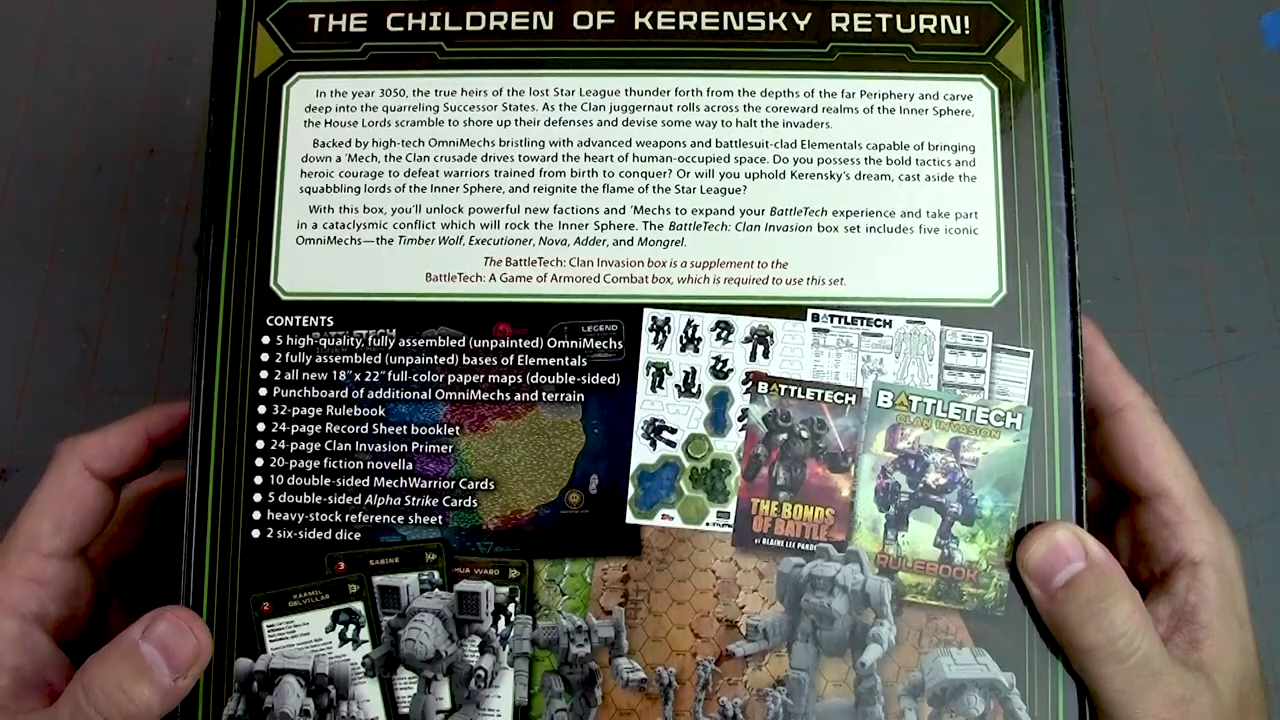 THE CHILDREN OF KERENSKY RETURN!
In the year 3050, the true heirs of the lost Star League thunder forth from the depths of the far Periphery and carve
deep into the quarreling Successor States. As the Clan juggernaut rolls across the coreward realms of the Inner Sphere,
the House Lords scramble to shore up their defenses and devise some way to halt the invaders.
Backed by high-tech OmniMechs bristling with advanced weapons and battlesuit-clad Elementals capable of bringing
down a 'Mech, the Clan crusade drives toward the heart of human-occupied space. Do you possess the bold tactics and
heroic courage to defeat warriors trained from birth to conquer? Or will you uphold Kerensky's dream, cast aside the
squabbling lords of the Inner Sphere, and reignite the flame of the Star League?
With this box, you'll unlock powerful new factions and 'Mechs to expand your BattleTech experience and take part
in a cataclysmic conflict which will rock the Inner Sphere. The BattleTech: Clan Invasion box set includes five iconic
OmniMechs—the Timber Wolf, Executioner, Nova, Adder, and Mongrel.
The BattleTech: Clan Invasion box is a supplement to the
BattleTech: A Game of Armored Combat box, which is required to use this set.
CONTENTS
● 5 high-quality, fully assembled (unpainted) OmniMechs
● 2 fully assembled (unpainted) bases of Elementals
● 2 all new 18" x 22" full-color paper maps (double-sided)
● Punchboard of additional OmniMechs and terrain
● 32-page Rulebook
● 24-page Record Sheet booklet
● 24-page Clan Invasion Primer
● 20-page fiction novella
● 10 double-sided MechWarrior Cards
● 5 double-sided Alpha Strike Cards
● heavy-stock reference sheet
● 2 six-sided dice
BATTLETECH
LEGEND
BATTLETECH
BATTLETECH
THE BONDS
OF BATTLE
BY BLAINE LEE
BATTLETECH
CLAN INVASION
RULEBOOK
3 SABINE
WARD
2